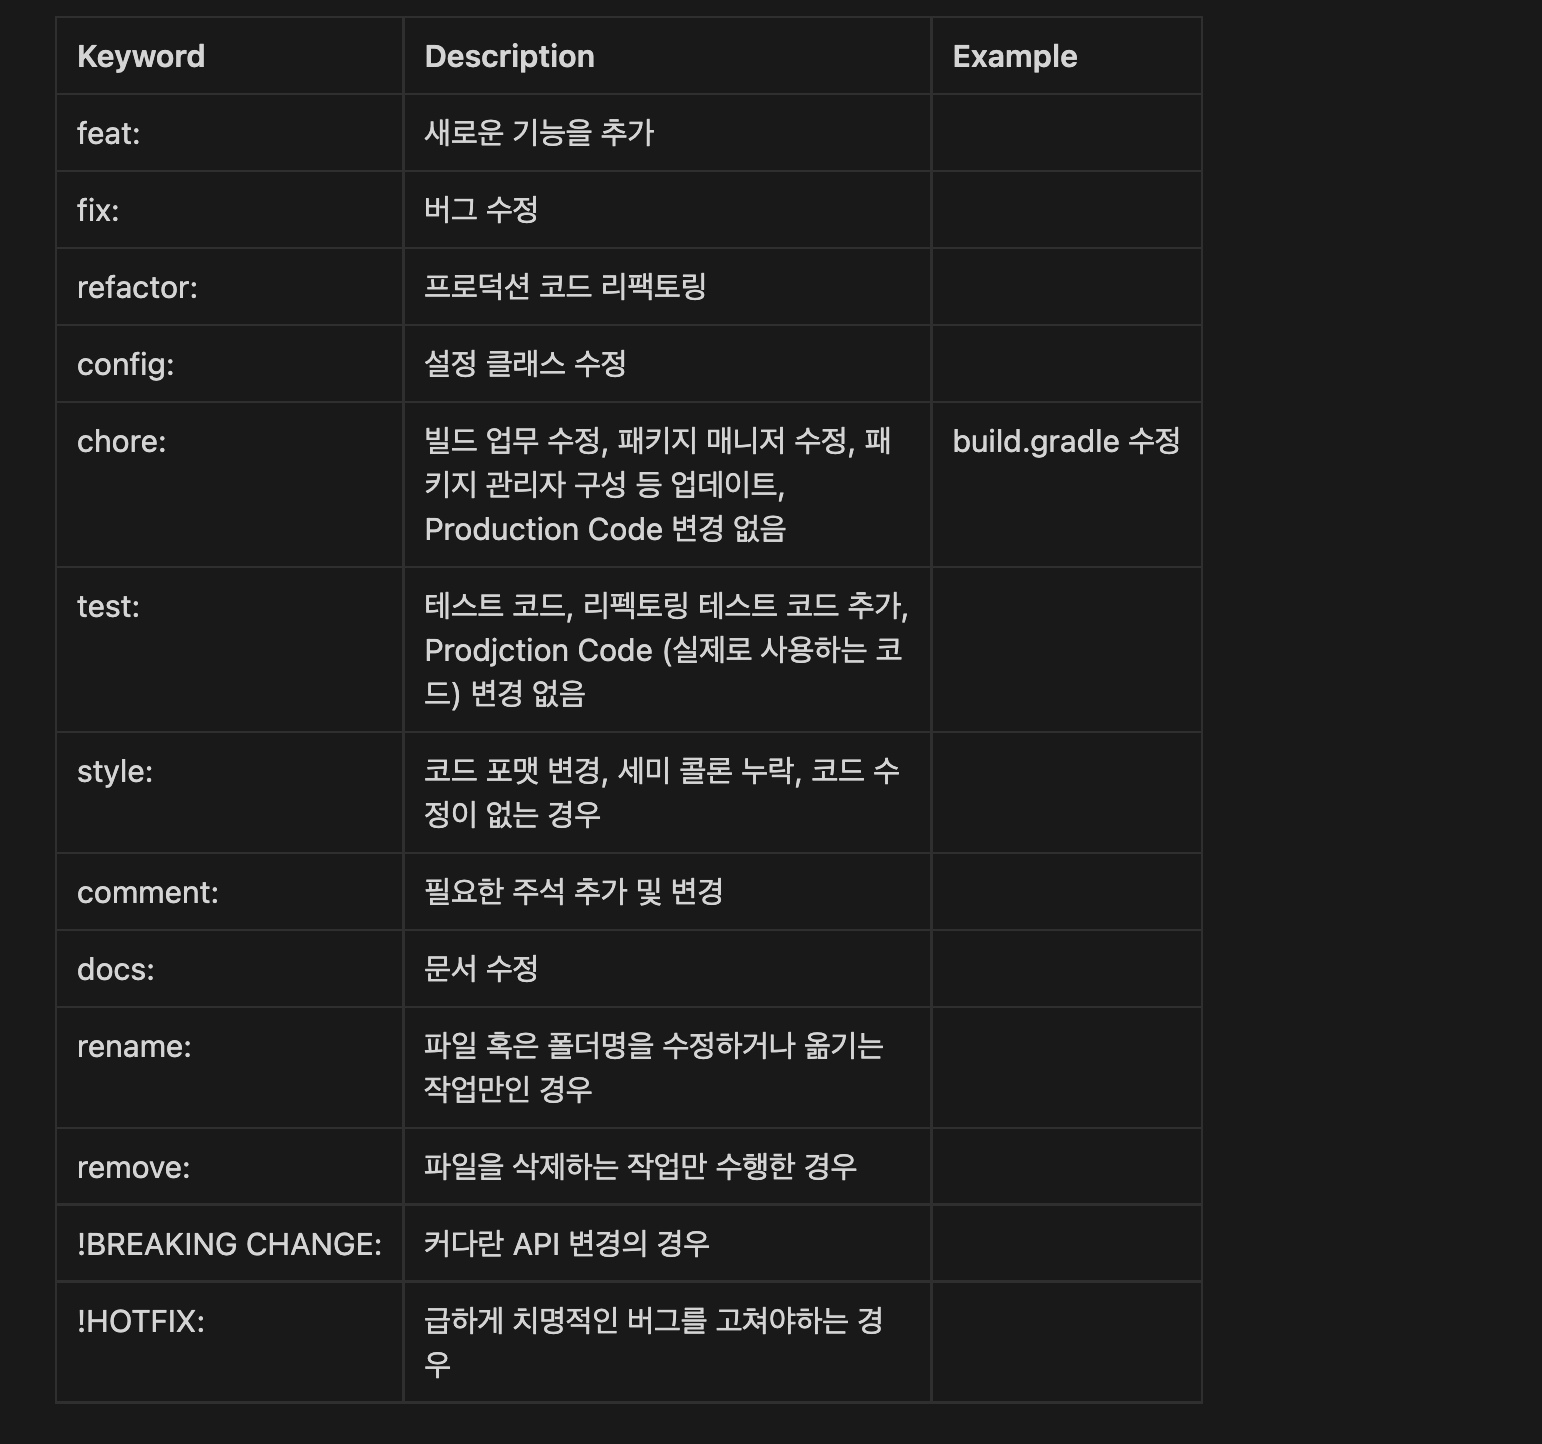 Keyword Description Example
feat: 새로운 기능을 추가
fix: 버그 수정
refactor: 프로덕션 코드 리팩토링
config: 설정 클래스 수정
chore: 빌드 업무 수정, 패키지 매니저 수정, 패 build.gradle 수정
키지 관리자 구성 등 업데이트,
Production Code 변경 없음
test: 테스트 코드, 리펙토링 테스트 코드 추가,
Prodjction Code (실제로 사용하는 코
드) 변경 없음
style: 코드 포맷 변경, 세미 콜론 누락, 코드 수
정이 없는 경우
comment: 필요한 주석 추가 및 변경
docs: 문서 수정
rename: 파일 혹은 폴더명을 수정하거나 옮기는
작업만인 경우
remove: 파일을 삭제하는 작업만 수행한 경우
!BREAKING CHANGE: 커다란 API 변경의 경우
!HOTFIX: 급하게 치명적인 버그를 고쳐야하는 경
우